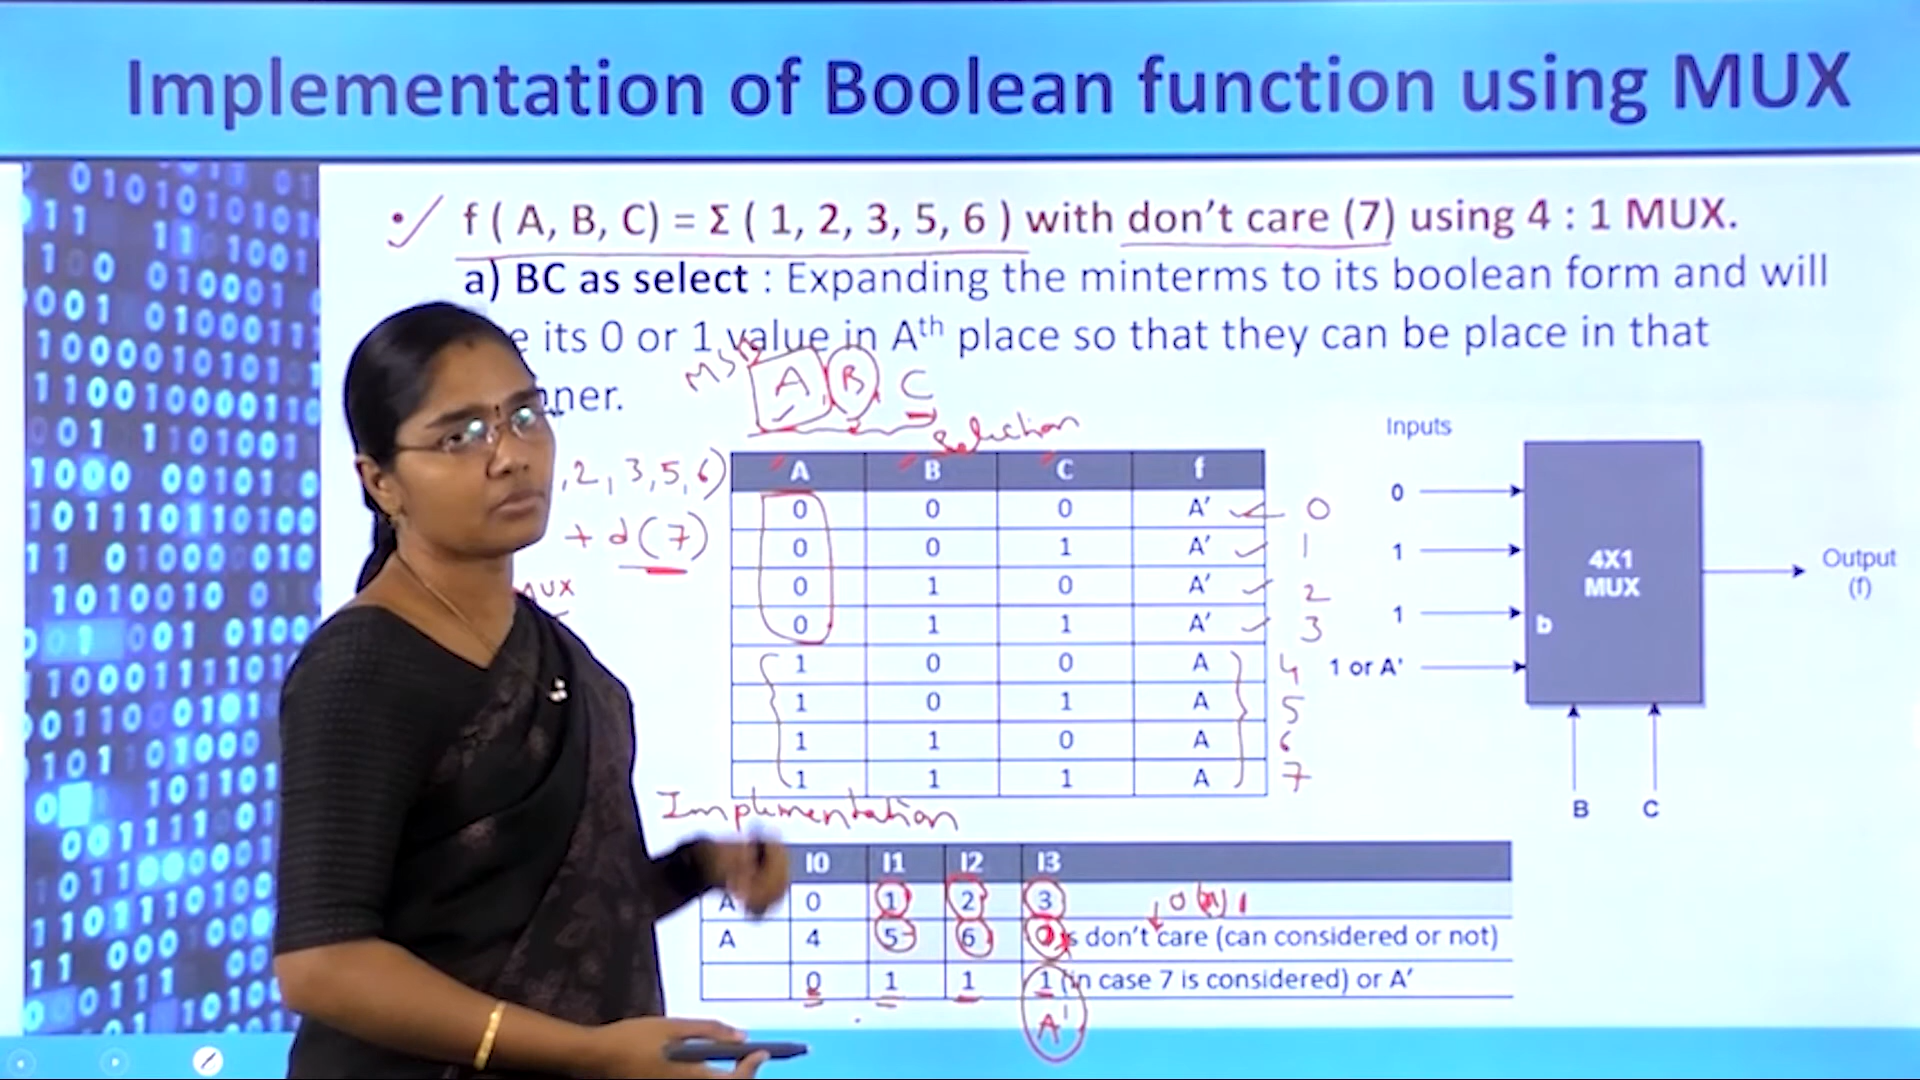 Implementation of Boolean function using MUX
• f ( A, B, C) = Σ ( 1, 2, 3, 5, 6 ) with don't care (7) using 4 : 1 MUX.
a) BC as select : Expanding the minterms to its boolean form and will
its 0 or 1 value in Ath place so that they can be place in that
MSB A B C
Selection
,2, 3,5,6)
+ d(7)
MUX
A B C f
0 0 0 A' 0
0 0 1 A' 1
0 1 0 A' 2
0 1 1 A' 3
1 0 0 A 4
1 0 1 A 5
1 1 0 A 6
1 1 1 A 7
Inputs
0
1
1
1 or A'
4X1
MUX
b
Output
(f)
B C
Implementation
I0 I1 I2 I3
0 1 2 3 0 1
A 4 5 6 is don't care (can considered or not)
0 1 1 1 (in case 7 is considered) or A'
A'